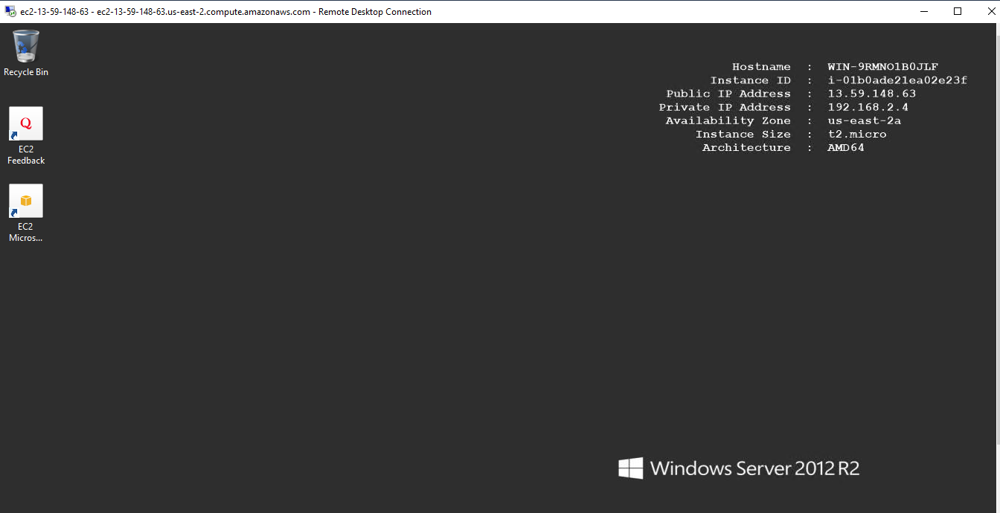 ec2-13-59-148-63 - ec2-13-59-148-63.us-east-2.compute.amazonaws.com - Remote Desktop Connection
Recycle Bin
Q
EC2
Feedback
EC2
Micros...
Hostname : WIN-9RMNO1B0JLF
Instance ID : i-01b0ade21ea02e23f
Public IP Address : 13.59.148.63
Private IP Address : 192.168.2.4
Availability Zone : us-east-2a
Instance Size : t2.micro
Architecture : AMD64
Windows Server 2012 R2